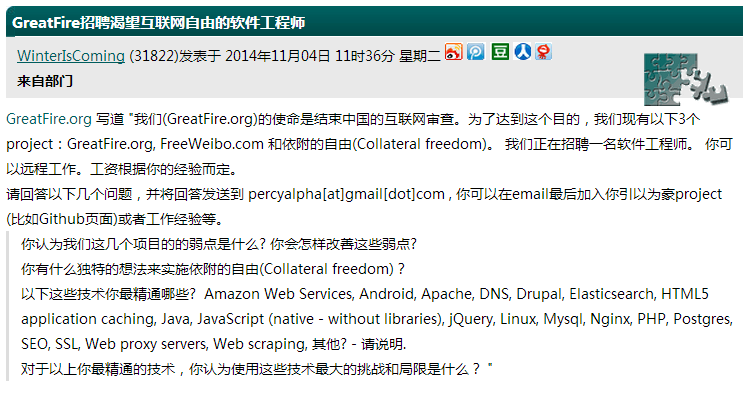 GreatFire招聘渴望互联网自由的软件工程师
WinterIsComing (31822)发表于 2014年11月04日 11时36分 星期二
来自部门
GreatFire.org 写道 "我们(GreatFire.org)的使命是结束中国的互联网审查。为了达到这个目的，我们现有以下3个
project：GreatFire.org, FreeWeibo.com 和依附的自由(Collateral freedom)。 我们正在招聘一名软件工程师。 你可
以远程工作。工资根据你的经验而定。
请回答以下几个问题，并将回答发送到 percyalpha[at]gmail[dot]com , 你可以在email最后加入你引以为豪project
(比如Github页面)或者工作经验等。
你认为我们这几个项目的的弱点是什么? 你会怎样改善这些弱点?
你有什么独特的想法来实施依附的自由(Collateral freedom)？
以下这些技术你最精通哪些? Amazon Web Services, Android, Apache, DNS, Drupal, Elasticsearch, HTML5
application caching, Java, JavaScript (native - without libraries), jQuery, Linux, Mysql, Nginx, PHP, Postgres,
SEO, SSL, Web proxy servers, Web scraping, 其他? - 请说明.
对于以上你最精通的技术，你认为使用这些技术最大的挑战和局限是什么？ "